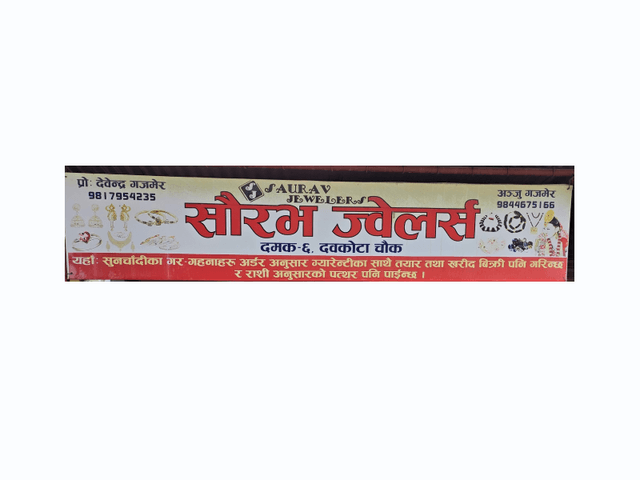 प्रो: देवेन्द्र गजमेर
9817954235
SAURAV
JEWELERS
अञ्जु गजमेर
9844675166
सौरभ ज्वेलर्स
दमक-६, दवकोटा चौक
यहाँ: सुनचाँदीका गर-गहनाहरु अर्डर अनुसार ग्यारेन्टीका साथै तयार तथा खरीद बिक्री पनि गरिन्छ
र राशी अनुसारको पत्थर पनि पाईन्छ ।